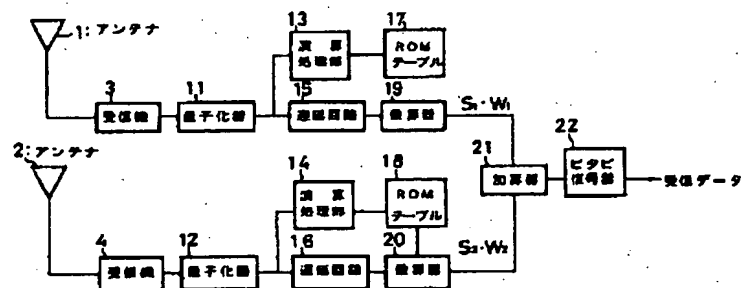 1:アンテナ
3
受信機
11
量子化器
13
演算
処理部
17
ROM
テーブル
15
遅延回路
19
乗算器
S₁・W₁
2:アンテナ
4
受信機
12
量子化器
14
演算
処理部
18
ROM
テーブル
16
遅延回路
20
乗算器
S₂・W₂
21
加算器
22
ビタビ
受信データ